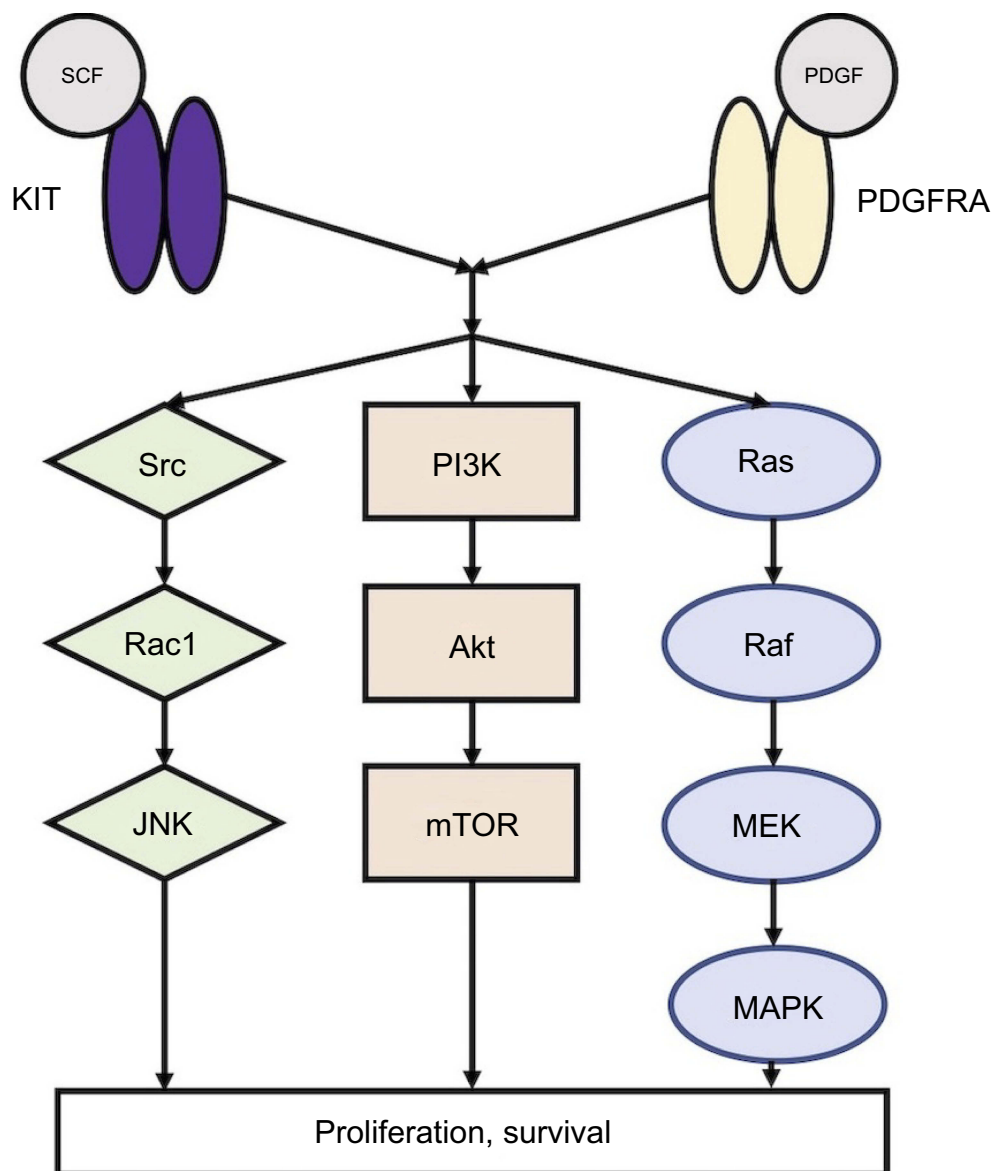 SCF
PDGF
KIT
PDGFRA
Src
PI3K
Ras
Rac1
Akt
Raf
JNK
mTOR
MEK
MAPK
Proliferation, survival